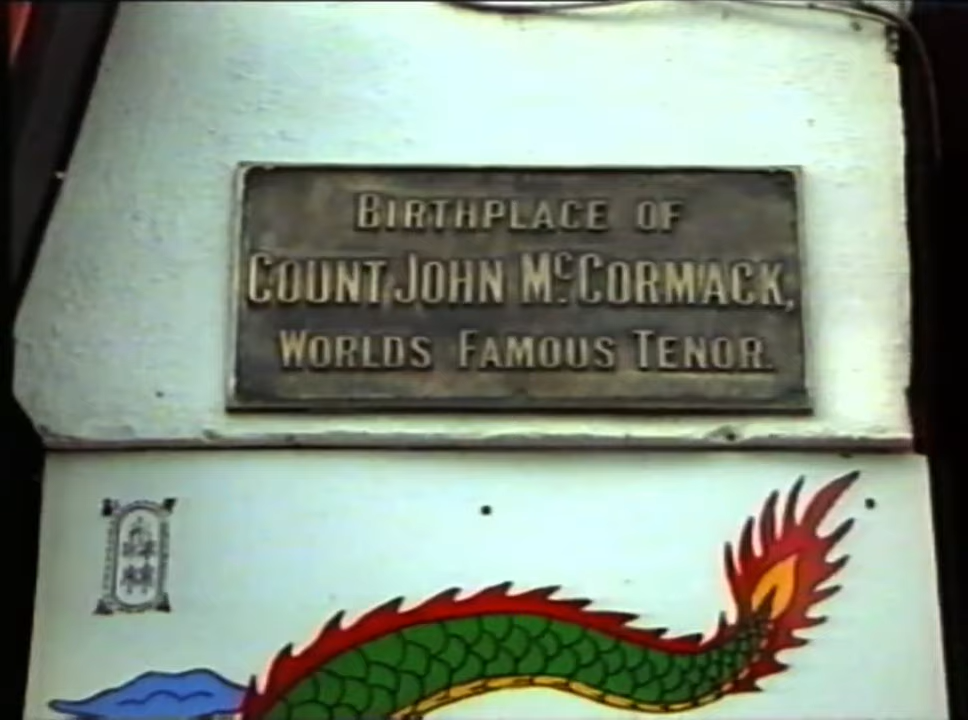 BIRTHPLACE OF
COUNT JOHN McCORMACK,
WORLDS FAMOUS TENOR.